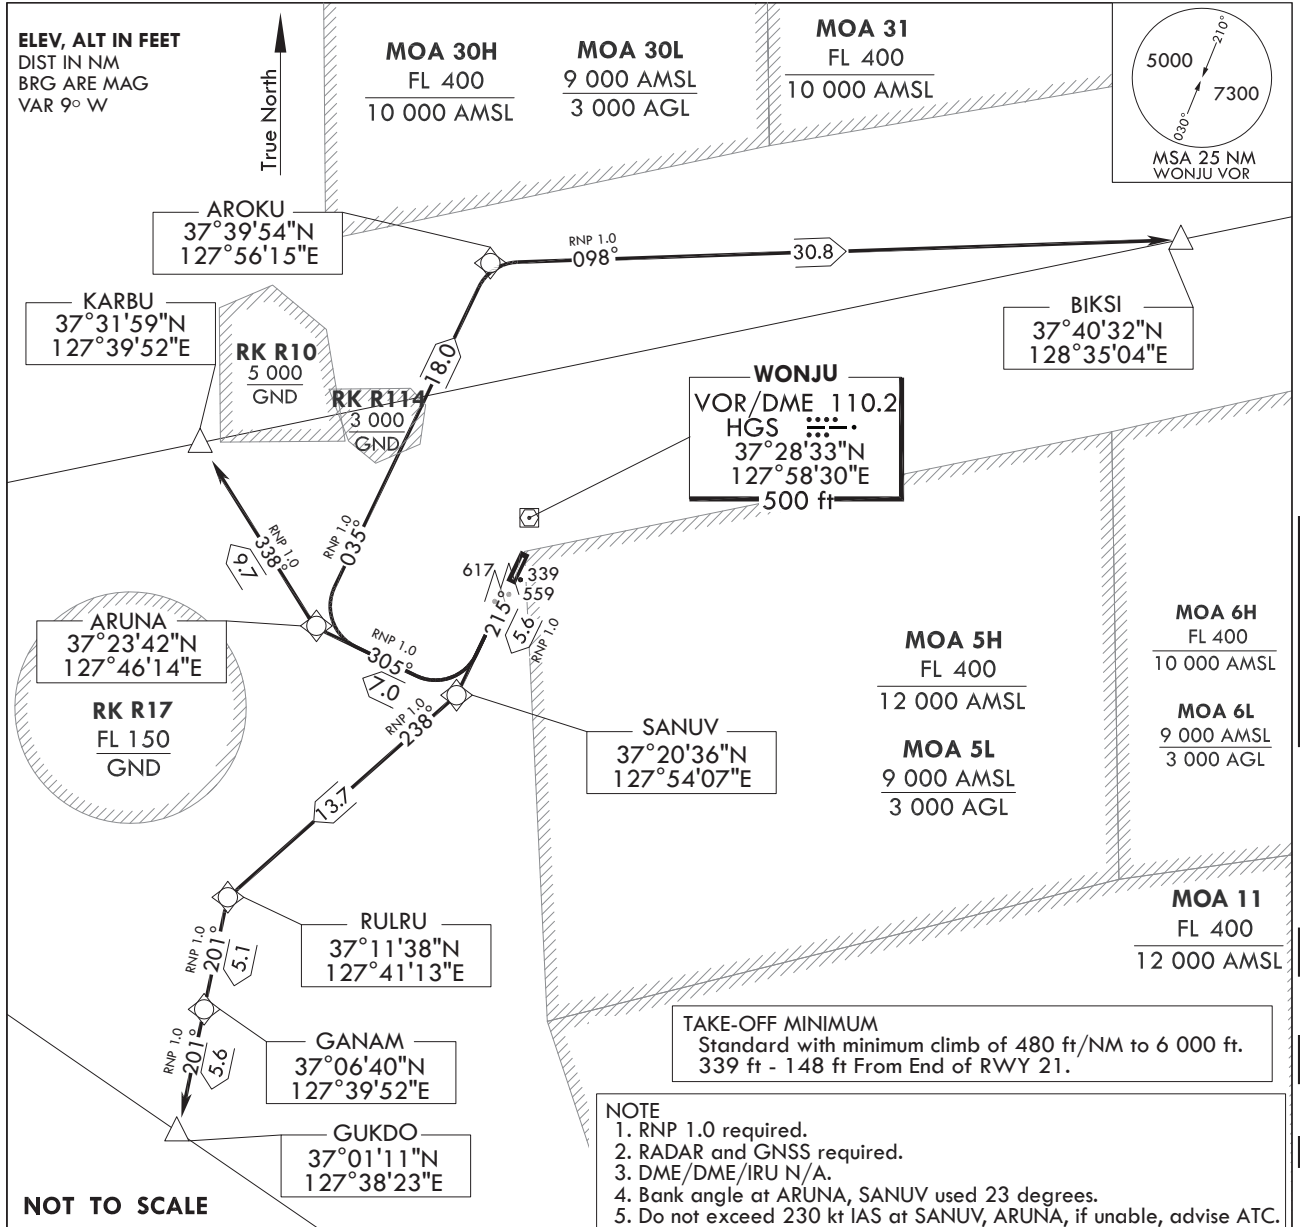 ELEV, ALT IN FEET
DIST IN NM
BRG ARE MAG
VAR 9° W
True North
MOA 30H
FL 400
10 000 AMSL
MOA 30L
9 000 AMSL
3 000 AGL
MOA 31
FL 400
10 000 AMSL
5000
210°
7300
030°
MSA 25 NM
WONJU VOR
AROKU
37°39'54"N
127°56'15"E
RNP 1.0
098°
30.8
KARBU
37°31'59"N
127°39'52"E
BIKSI
37°40'32"N
128°35'04"E
RK R10
5 000
GND
18.0
RK R114
3 000
GND
WONJU
VOR/DME 110.2
HGS
37°28'33"N
127°58'30"E
500 ft
RNP 1.0
338°
9.7
RNP 1.0
035°
617
339
559
215°
5.6
RNP 1.0
ARUNA
37°23'42"N
127°46'14"E
RNP 1.0
305°
7.0
RK R17
FL 150
GND
MOA 5H
FL 400
12 000 AMSL
MOA 5L
9 000 AMSL
3 000 AGL
MOA 6H
FL 400
10 000 AMSL
MOA 6L
9 000 AMSL
3 000 AGL
RNP 1.0
238°
13.7
SANUV
37°20'36"N
127°54'07"E
RULRU
37°11'38"N
127°41'13"E
RNP 1.0
201°
5.1
MOA 11
FL 400
12 000 AMSL
GANAM
37°06'40"N
127°39'52"E
RNP 1.0
201°
5.6
GUKDO
37°01'11"N
127°38'23"E
TAKE-OFF MINIMUM
Standard with minimum climb of 480 ft/NM to 6 000 ft.
339 ft - 148 ft From End of RWY 21.
NOTE
1. RNP 1.0 required.
2. RADAR and GNSS required.
3. DME/DME/IRU N/A.
4. Bank angle at ARUNA, SANUV used 23 degrees.
5. Do not exceed 230 kt IAS at SANUV, ARUNA, if unable, advise ATC.
NOT TO SCALE